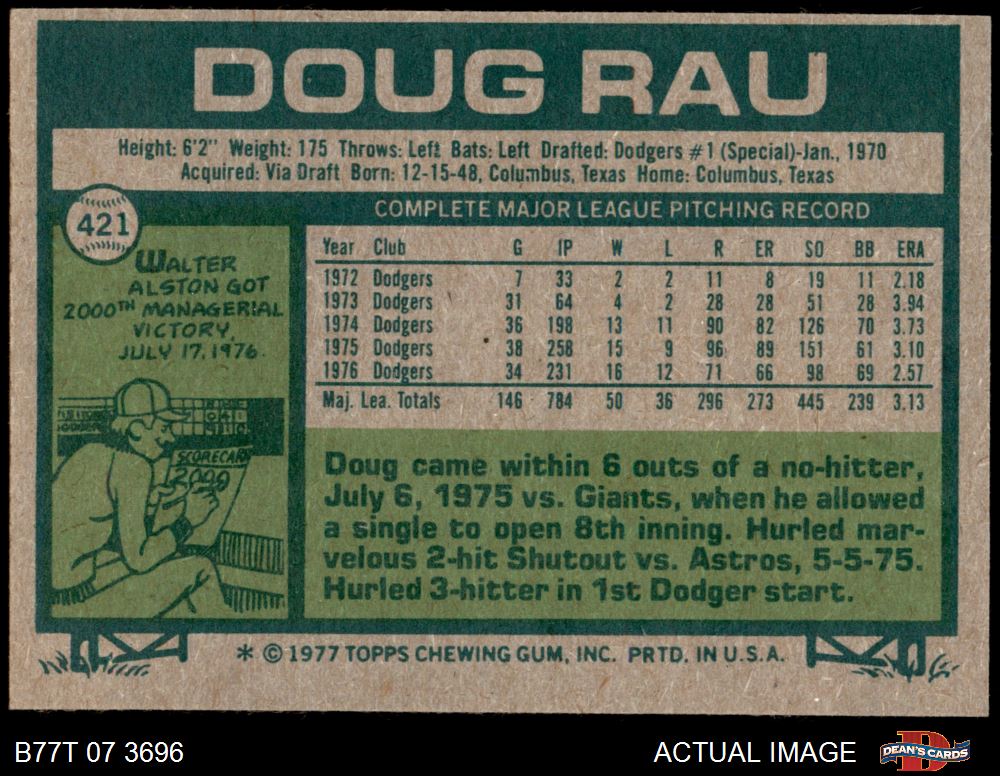 DOUG RAU
Height: 6'2" Weight: 175 Throws: Left Bats: Left Drafted: Dodgers #1 (Special)-Jan., 1970
Acquired: Via Draft Born: 12-15-48, Columbus, Texas Home: Columbus, Texas
421
WALTER
ALSTON GOT
2000TH MANAGERIAL
VICTORY,
JULY 17, 1976.
SCORECARD
2000
COMPLETE MAJOR LEAGUE PITCHING RECORD
Year Club G IP W L R ER SO BB ERA
1972 Dodgers 7 33 2 2 11 8 19 11 2.18
1973 Dodgers 31 64 4 2 28 28 51 28 3.94
1974 Dodgers 36 198 13 11 90 82 126 70 3.73
1975 Dodgers 38 258 15 9 96 89 151 61 3.10
1976 Dodgers 34 231 16 12 71 66 98 69 2.57
Maj. Lea. Totals 146 784 50 36 296 273 445 239 3.13
Doug came within 6 outs of a no-hitter,
July 6, 1975 vs. Giants, when he allowed
a single to open 8th inning. Hurled mar-
velous 2-hit Shutout vs. Astros, 5-5-75.
Hurled 3-hitter in 1st Dodger start.
* © 1977 TOPPS CHEWING GUM, INC. PRTD. IN U.S.A.
B77T 07 3696
ACTUAL IMAGE
DEAN'S CARDS